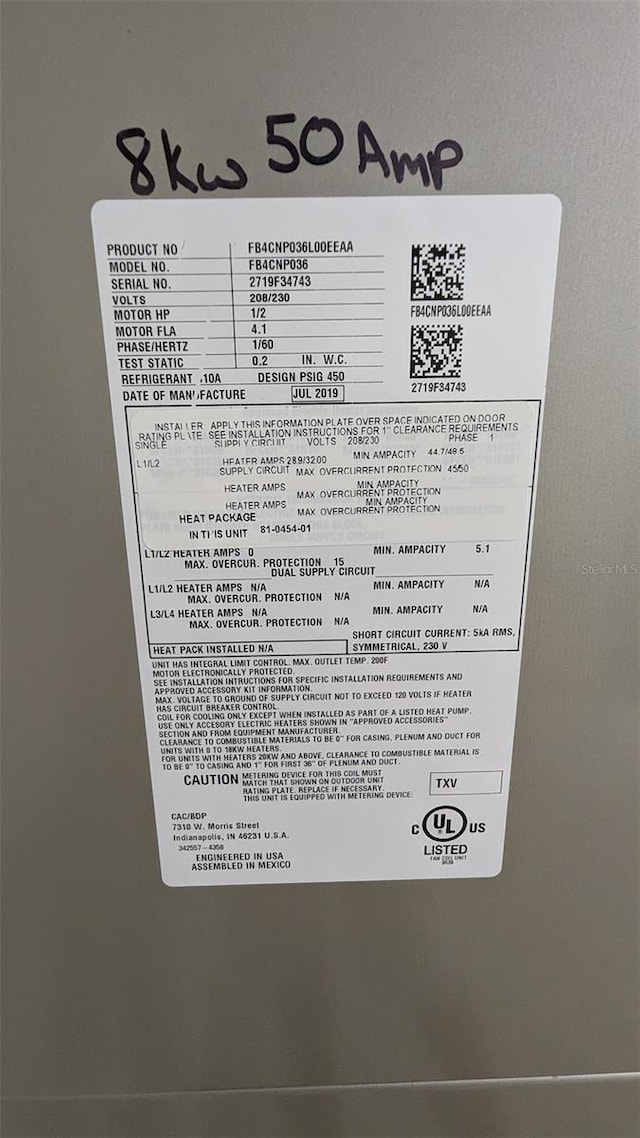 8kw 50 Amp
PRODUCT NO FB4CNP036L00EEAA
MODEL NO. FB4CNP036
SERIAL NO. 2719F34743
VOLTS 208/230
MOTOR HP 1/2
MOTOR FLA 4.1
PHASE/HERTZ 1/60
TEST STATIC 0.2 IN. W.C.
REFRIGERANT 10A DESIGN PSIG 450
DATE OF MANUFACTURE JUL 2019
FB4CNP036L00EEAA
2719F34743
INSTALLER: APPLY THIS INFORMATION PLATE OVER SPACE INDICATED ON DOOR
RATING PLATE. SEE INSTALLATION INSTRUCTIONS FOR 1" CLEARANCE REQUIREMENTS
SINGLE SUPPLY CIRCUIT VOLTS 208/230 PHASE 1
L1/L2 HEATER AMPS 28.9/32.00 MIN. AMPACITY 44.7/48.6
SUPPLY CIRCUIT MAX. OVERCURRENT PROTECTION 45/50
HEATER AMPS MIN. AMPACITY
MAX. OVERCURRENT PROTECTION
HEATER AMPS MIN. AMPACITY
MAX. OVERCURRENT PROTECTION
HEAT PACKAGE
IN THIS UNIT 81-0454-01
L1/L2 HEATER AMPS 0 MIN. AMPACITY 5.1
MAX. OVERCUR. PROTECTION 15
DUAL SUPPLY CIRCUIT
L1/L2 HEATER AMPS N/A MIN. AMPACITY N/A
MAX. OVERCUR. PROTECTION N/A
L3/L4 HEATER AMPS N/A MIN. AMPACITY N/A
MAX. OVERCUR. PROTECTION N/A
SHORT CIRCUIT CURRENT: 5kA RMS,
HEAT PACK INSTALLED N/A SYMMETRICAL, 230 V
UNIT HAS INTEGRAL LIMIT CONTROL. MAX. OUTLET TEMP. 200F
MOTOR ELECTRONICALLY PROTECTED.
SEE INSTALLATION INTRUCTIONS FOR SPECIFIC INSTALLATION REQUIREMENTS AND
APPROVED ACCESSORY KIT INFORMATION.
MAX. VOLTAGE TO GROUND OF SUPPLY CIRCUIT NOT TO EXCEED 120 VOLTS IF HEATER
HAS CIRCUIT BREAKER CONTROL.
COIL FOR COOLING ONLY EXCEPT WHEN INSTALLED AS PART OF A LISTED HEAT PUMP.
USE ONLY ACCESORY ELECTRIC HEATERS SHOWN IN "APPROVED ACCESSORIES"
SECTION AND FROM EQUIPMENT MANUFACTURER.
CLEARANCE TO COMBUSTIBLE MATERIALS TO BE 0" FOR CASING, PLENUM AND DUCT FOR
UNITS WITH 0 TO 18KW HEATERS.
FOR UNITS WITH HEATERS 20KW AND ABOVE, CLEARANCE TO COMBUSTIBLE MATERIAL IS
TO BE 0" TO CASING AND 1" FOR FIRST 36" OF PLENUM AND DUCT.
CAUTION METERING DEVICE FOR THIS COIL MUST
MATCH THAT SHOWN ON OUTDOOR UNIT
RATING PLATE. REPLACE IF NECESSARY.
THIS UNIT IS EQUIPPED WITH METERING DEVICE: TXV
CAC/BDP
7310 W. Morris Street
Indianapolis, IN 46231 U.S.A.
342557-4358
ENGINEERED IN USA
ASSEMBLED IN MEXICO
C UL US
LISTED
FAN COIL UNIT
StellarMLS